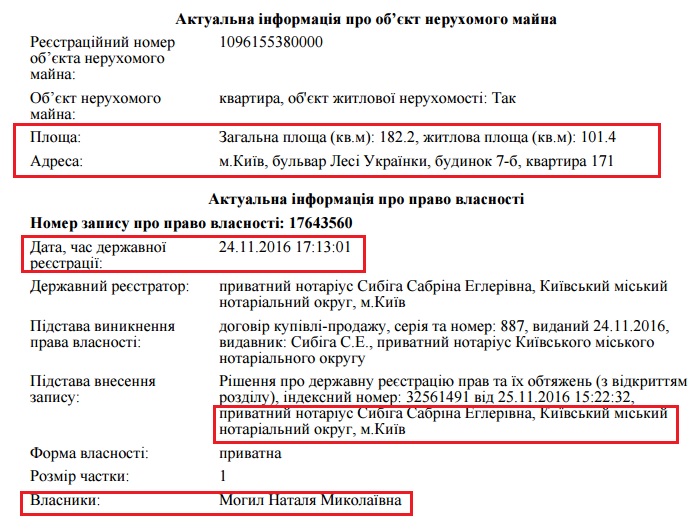 Актуальна інформація про об’єкт нерухомого майна
Реєстраційний номер об’єкта нерухомого майна: 1096155380000
Об’єкт нерухомого майна: квартира, об'єкт житлової нерухомості: Так
Площа: Загальна площа (кв.м): 182.2, житлова площа (кв.м): 101.4
Адреса: м.Київ, бульвар Лесі Українки, будинок 7-б, квартира 171
Актуальна інформація про право власності
Номер запису про право власності: 17643560
Дата, час державної реєстрації: 24.11.2016 17:13:01
Державний реєстратор: приватний нотаріус Сибіга Сабріна Еглерівна, Київський міський
нотаріальний округ, м.Київ
Підстава виникнення права власності: договір купівлі-продажу, серія та номер: 887, виданий 24.11.2016,
видавник: Сибіга С.Е., приватний нотаріус Київського міського
нотаріального округу
Підстава внесення запису: Рішення про державну реєстрацію прав та їх обтяжень (з відкриттям
розділу), індексний номер: 32561491 від 25.11.2016 15:22:32,
приватний нотаріус Сибіга Сабріна Еглерівна, Київський міський
нотаріальний округ, м.Київ
Форма власності: приватна
Розмір частки: 1
Власники: Могил Наталя Миколаївна